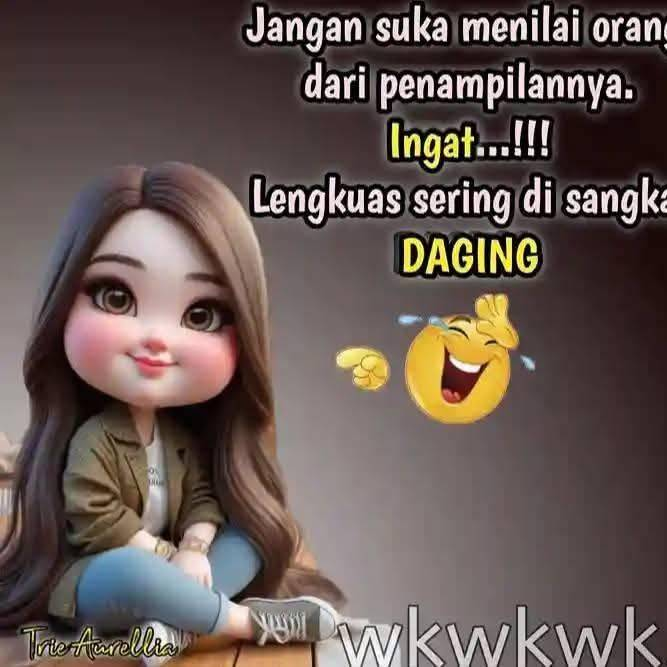 Jangan suka menilai orang
dari penampilannya.
Ingat...!!!
Lengkuas sering di sangka
DAGING
Trie Aurellia
wkwkwk